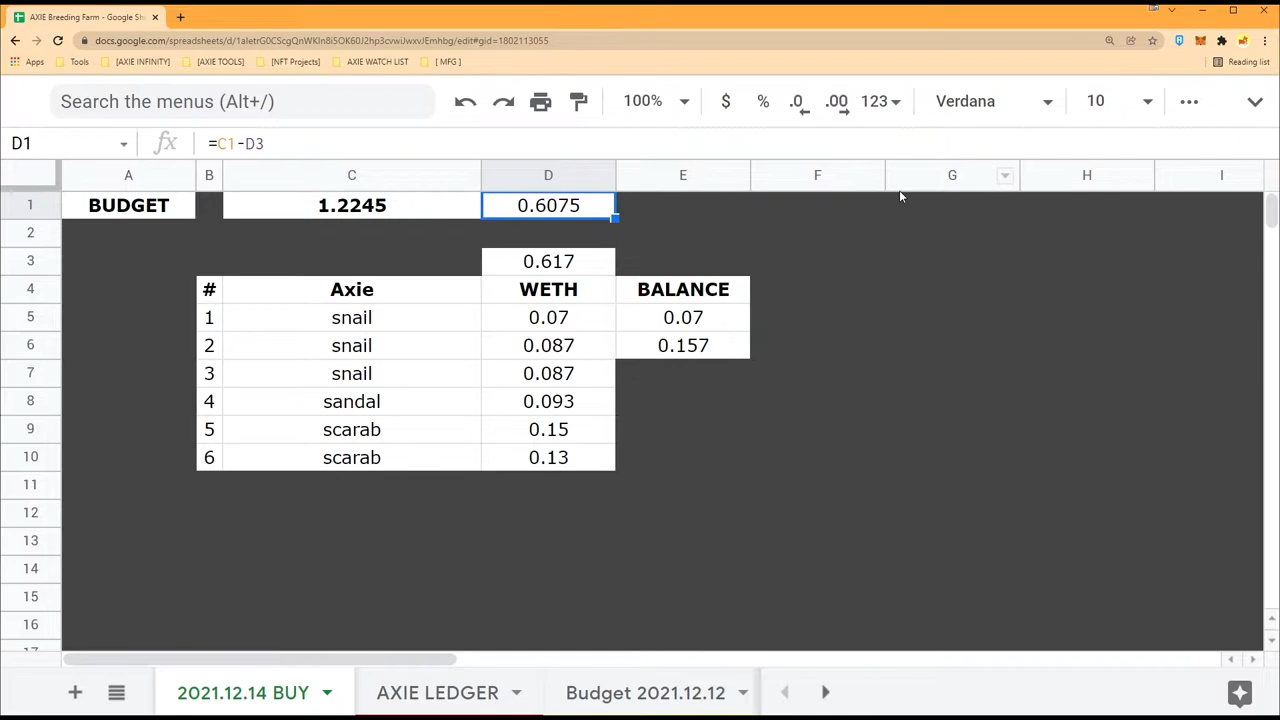 AXIE Breeding Farm - Google She
docs.google.com/spreadsheets/d/1aletrG0CScgQnWKIn8i5OK60J2hp3cvwiJwxvJEmhbg/edit#gid=1802113055
Apps Tools [AXIE INFINITY] [AXIE TOOLS] [NFT Projects] AXIE WATCH LIST [ MFG ] Reading list
Search the menus (Alt+/) 100% $ % .0 .00 123 Verdana 10
D1 fx =C1-D3
A B C D E F G H I
1 BUDGET 1.2245 0.6075
2
3 0.617
4 # Axie WETH BALANCE
5 1 snail 0.07 0.07
6 2 snail 0.087 0.157
7 3 snail 0.087
8 4 sandal 0.093
9 5 scarab 0.15
10 6 scarab 0.13
11
12
13
14
15
16
17
2021.12.14 BUY AXIE LEDGER Budget 2021.12.12